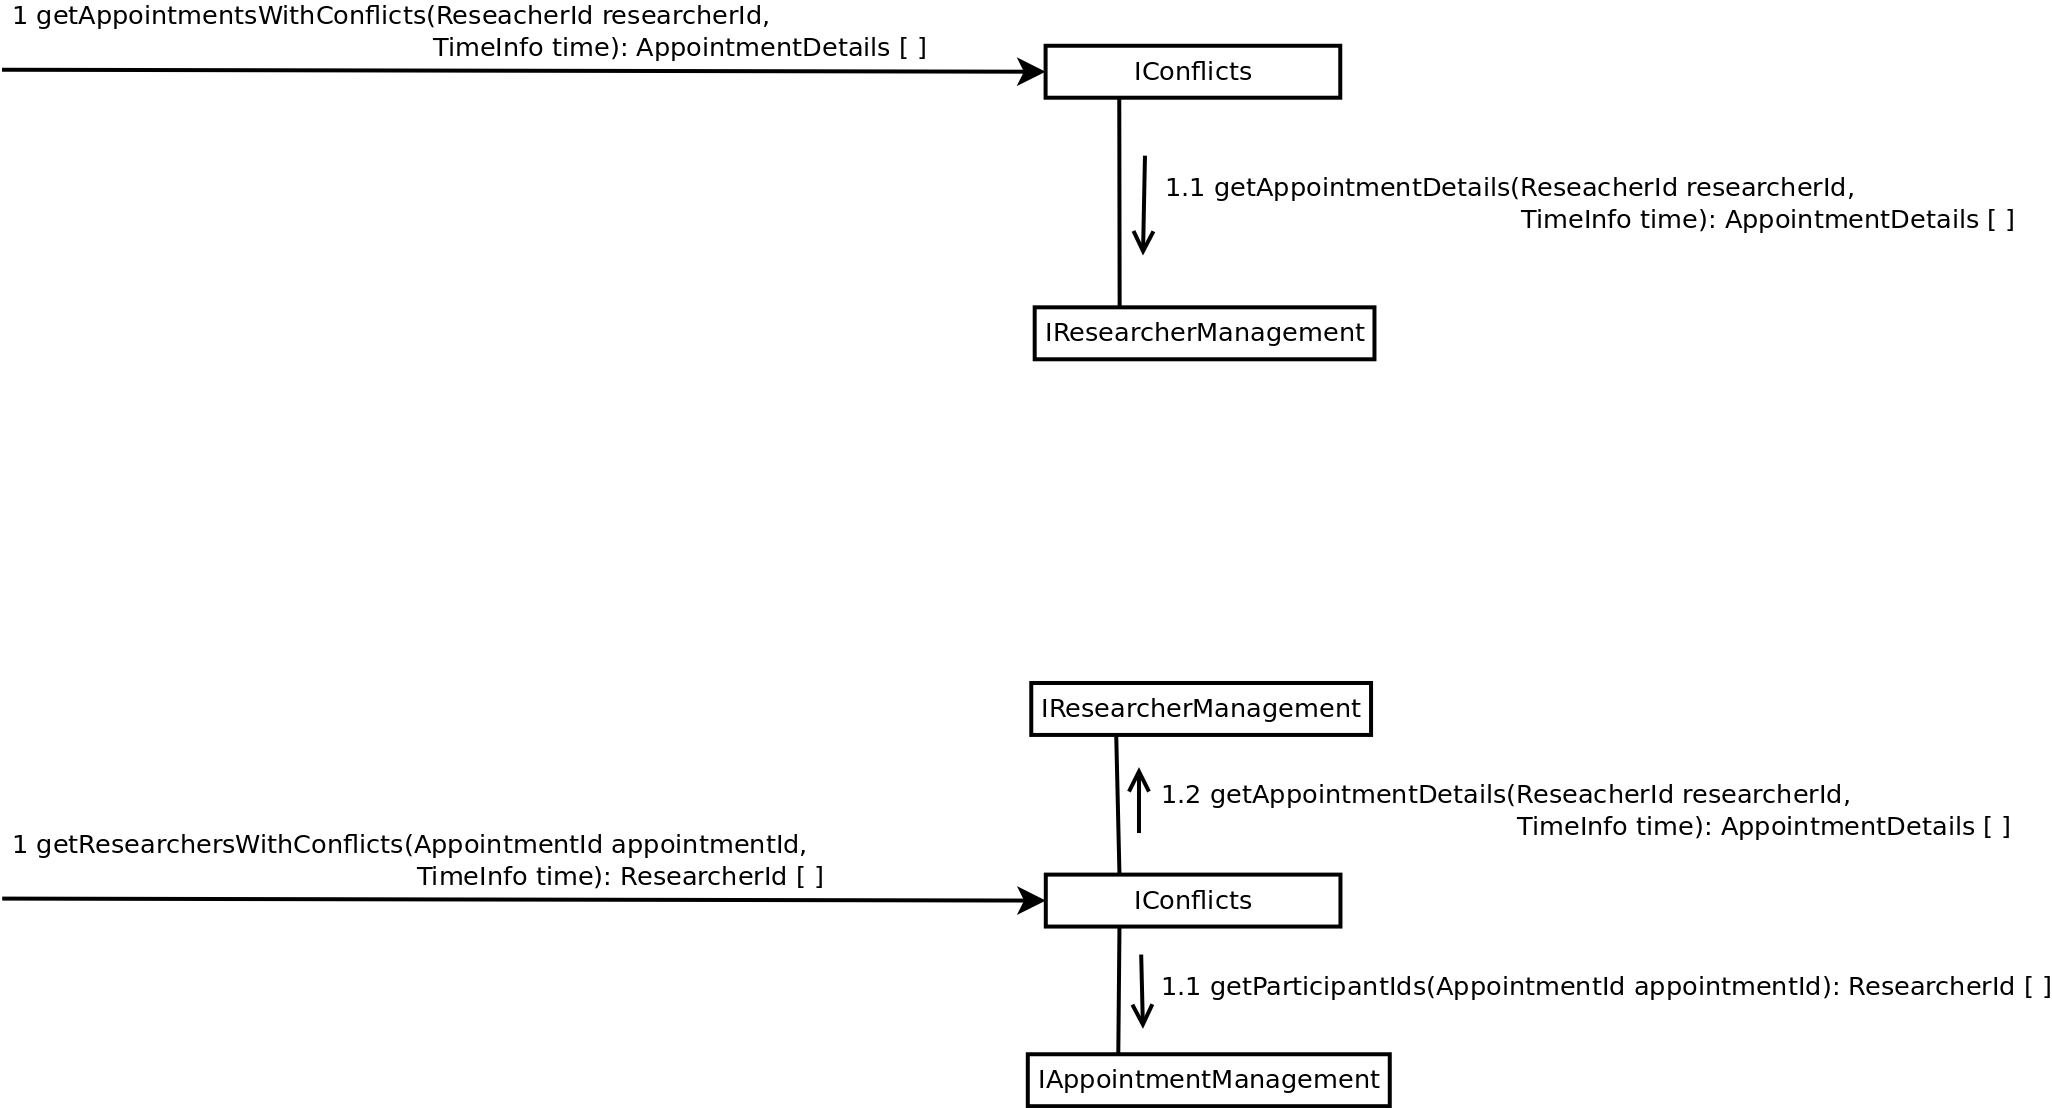 1 getAppointmentsWithConflicts(ReseacherId researcherId,
TimeInfo time): AppointmentDetails [ ]
IConflicts
1.1 getAppointmentDetails(ReseacherId researcherId,
TimeInfo time): AppointmentDetails [ ]
IResearcherManagement
IResearcherManagement
1.2 getAppointmentDetails(ReseacherId researcherId,
TimeInfo time): AppointmentDetails [ ]
1 getResearchersWithConflicts(AppointmentId appointmentId,
TimeInfo time): ResearcherId [ ]
IConflicts
1.1 getParticipantIds(AppointmentId appointmentId): ResearcherId [ ]
IAppointmentManagement